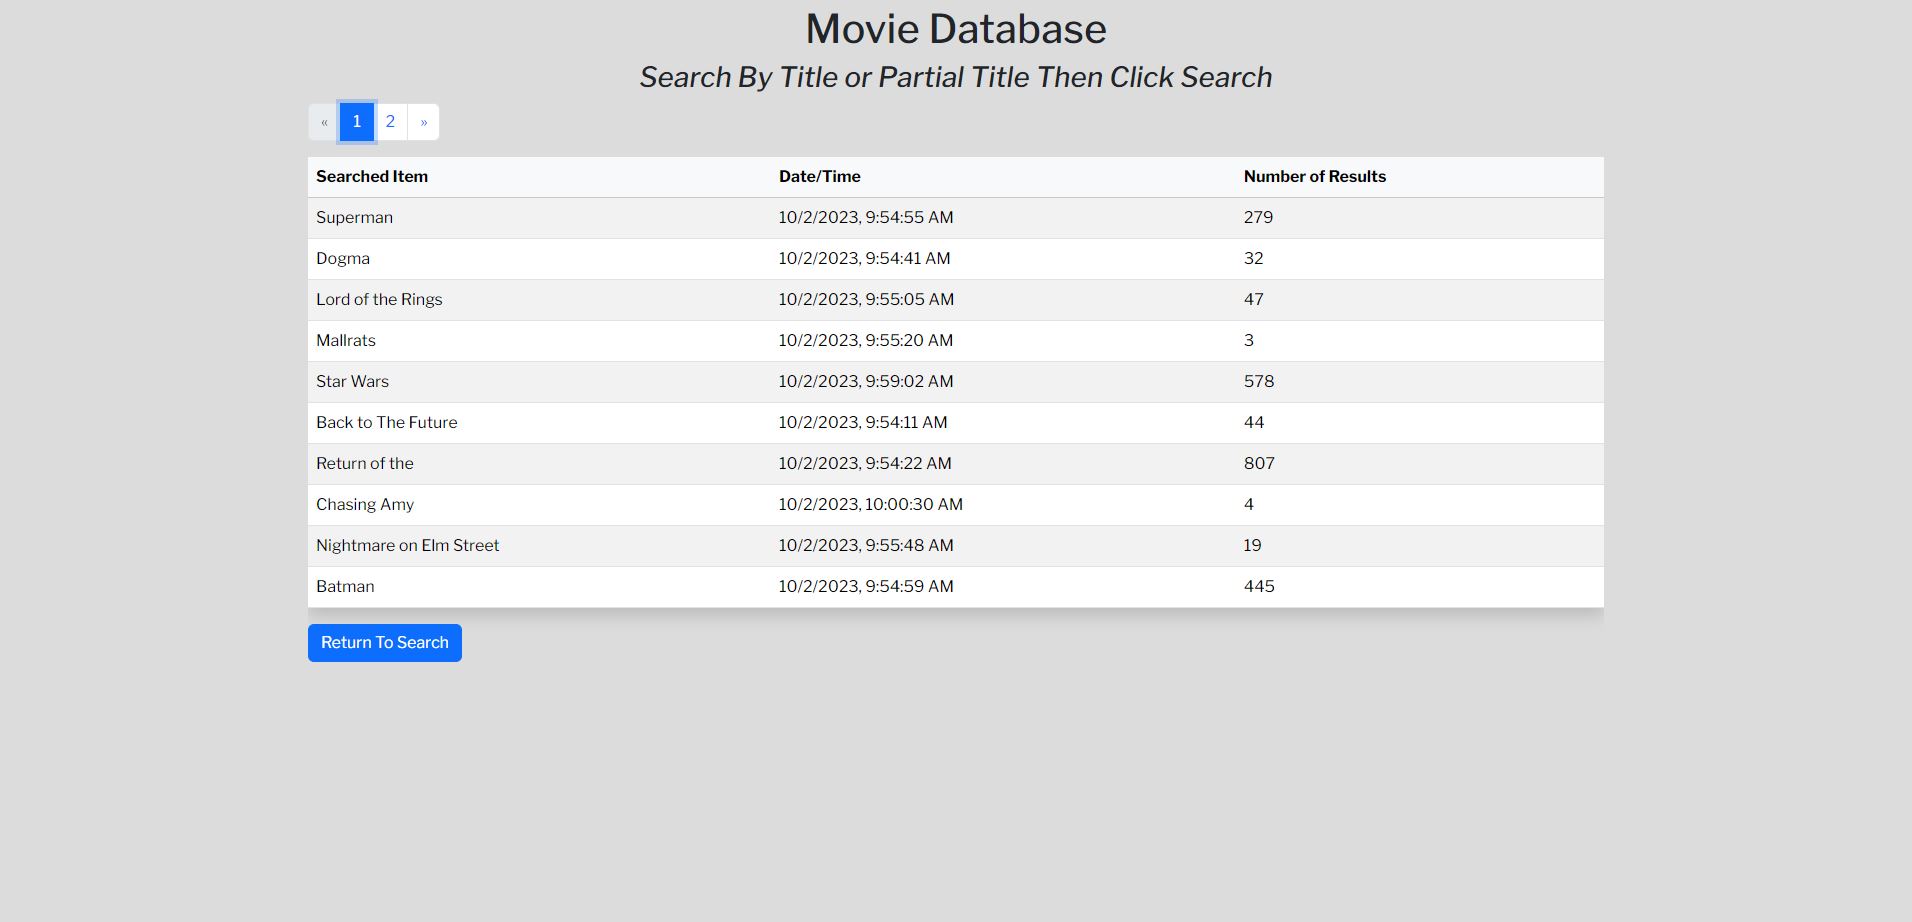 Movie Database
Search By Title or Partial Title Then Click Search
« 1 2 »
Searched Item Date/Time Number of Results
Superman 10/2/2023, 9:54:55 AM 279
Dogma 10/2/2023, 9:54:41 AM 32
Lord of the Rings 10/2/2023, 9:55:05 AM 47
Mallrats 10/2/2023, 9:55:20 AM 3
Star Wars 10/2/2023, 9:59:02 AM 578
Back to The Future 10/2/2023, 9:54:11 AM 44
Return of the 10/2/2023, 9:54:22 AM 807
Chasing Amy 10/2/2023, 10:00:30 AM 4
Nightmare on Elm Street 10/2/2023, 9:55:48 AM 19
Batman 10/2/2023, 9:54:59 AM 445
Return To Search